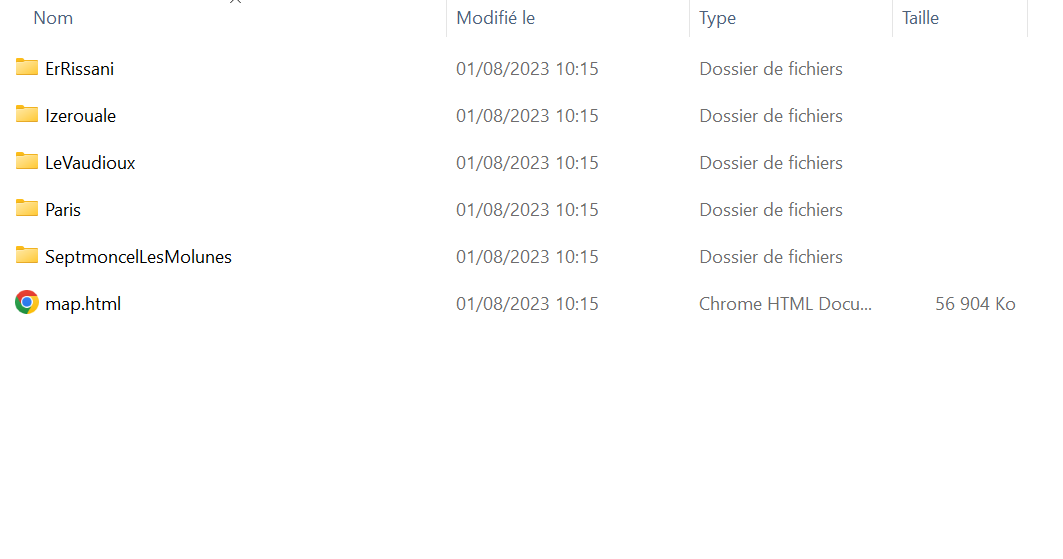 Nom Modifié le Type Taille
ErRissani 01/08/2023 10:15 Dossier de fichiers
Izerouale 01/08/2023 10:15 Dossier de fichiers
LeVaudioux 01/08/2023 10:15 Dossier de fichiers
Paris 01/08/2023 10:15 Dossier de fichiers
SeptmoncelLesMolunes 01/08/2023 10:15 Dossier de fichiers
map.html 01/08/2023 10:15 Chrome HTML Docu... 56 904 Ko